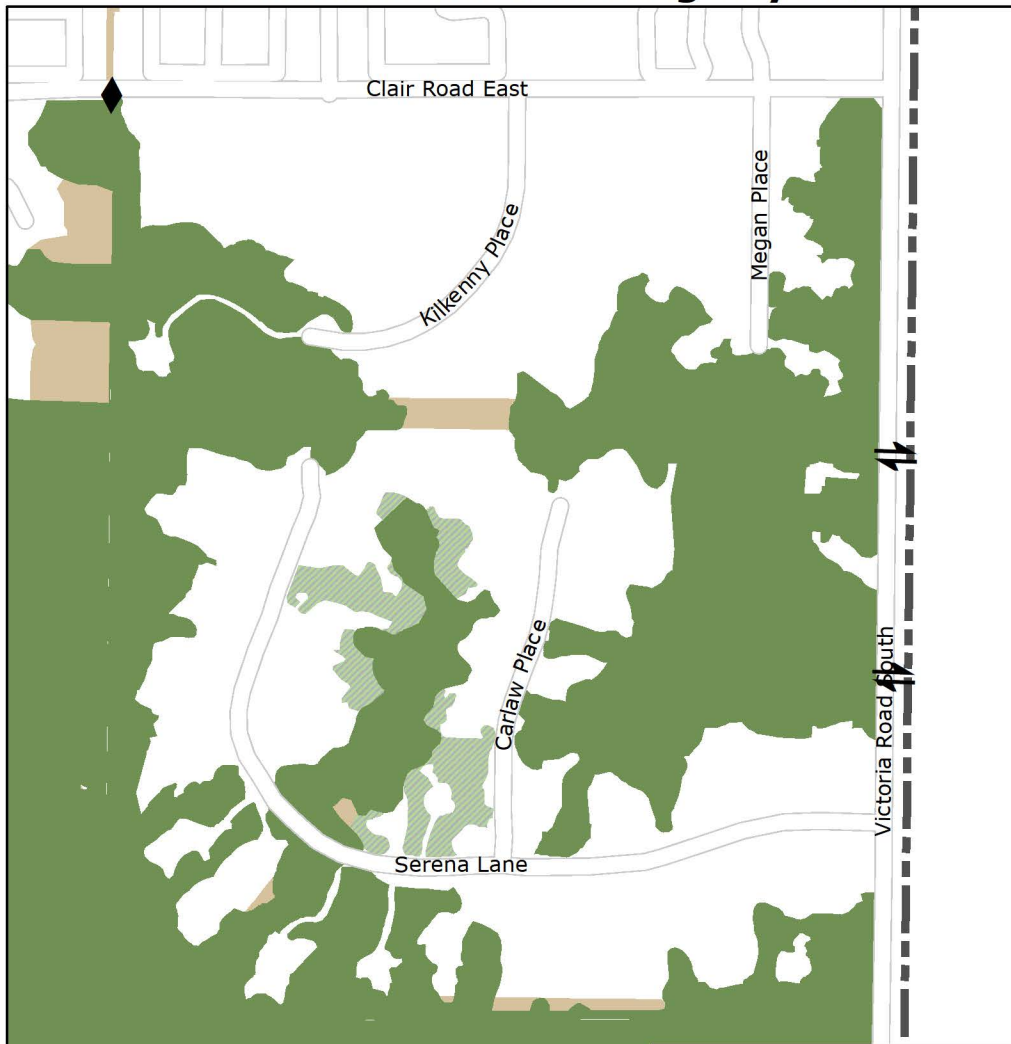 Clair Road East
Megan Place
Kilkenny Place
Carlaw Place
Victoria Road South
Serena Lane